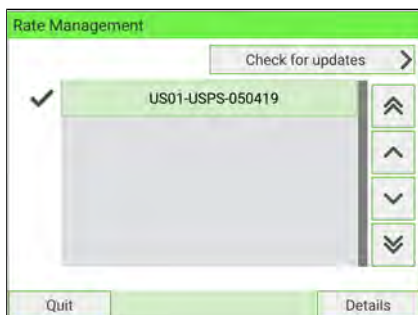 Rate Management
Check for updates
US01-USPS-050419
Quit
Details